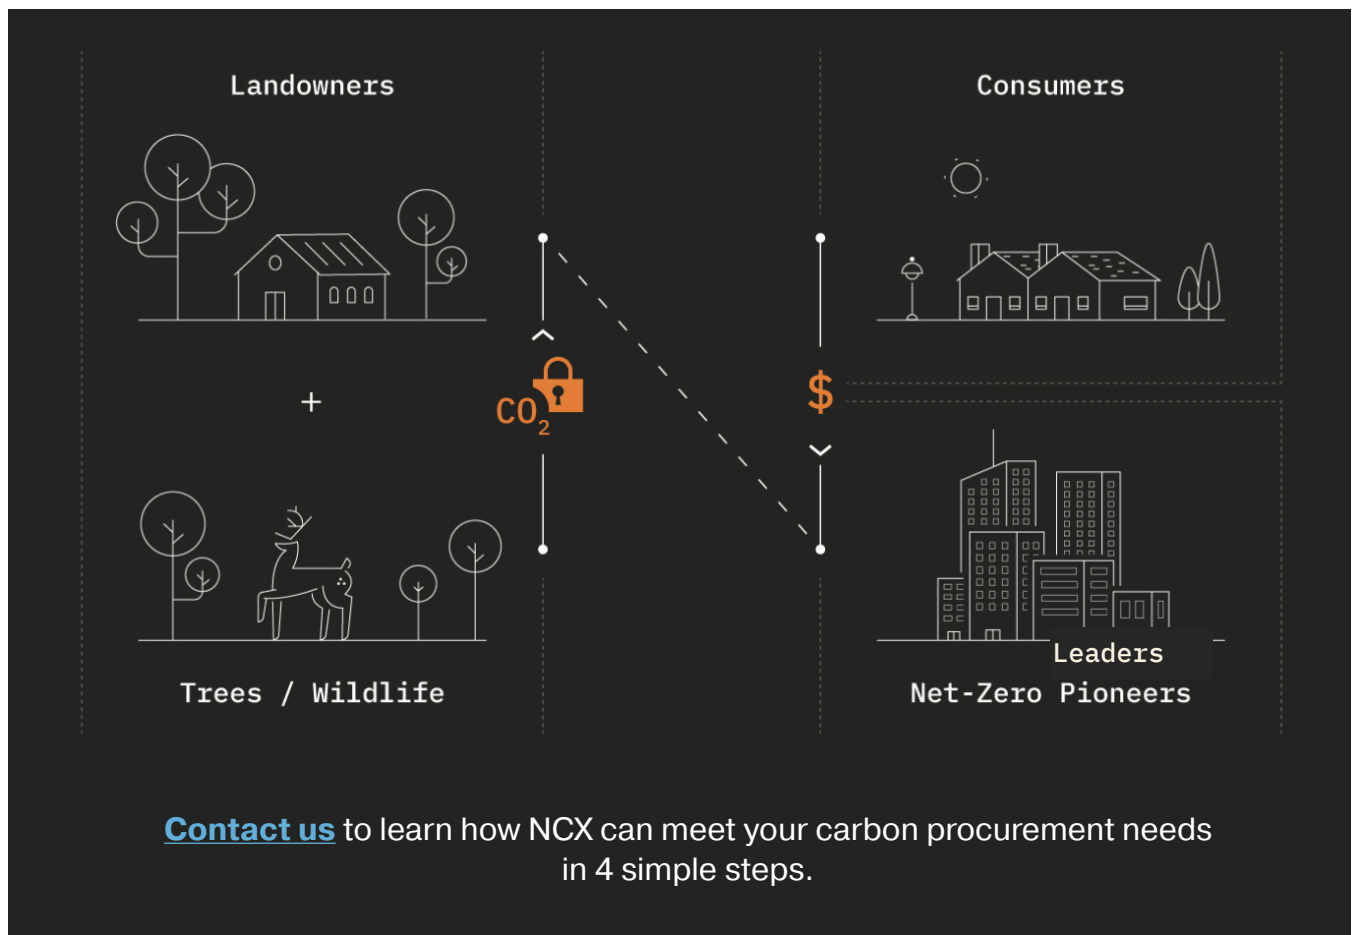 Landowners
Consumers
+
CO2
$
Leaders
Trees / Wildlife
Net-Zero Pioneers
Contact us to learn how NCX can meet your carbon procurement needs
in 4 simple steps.